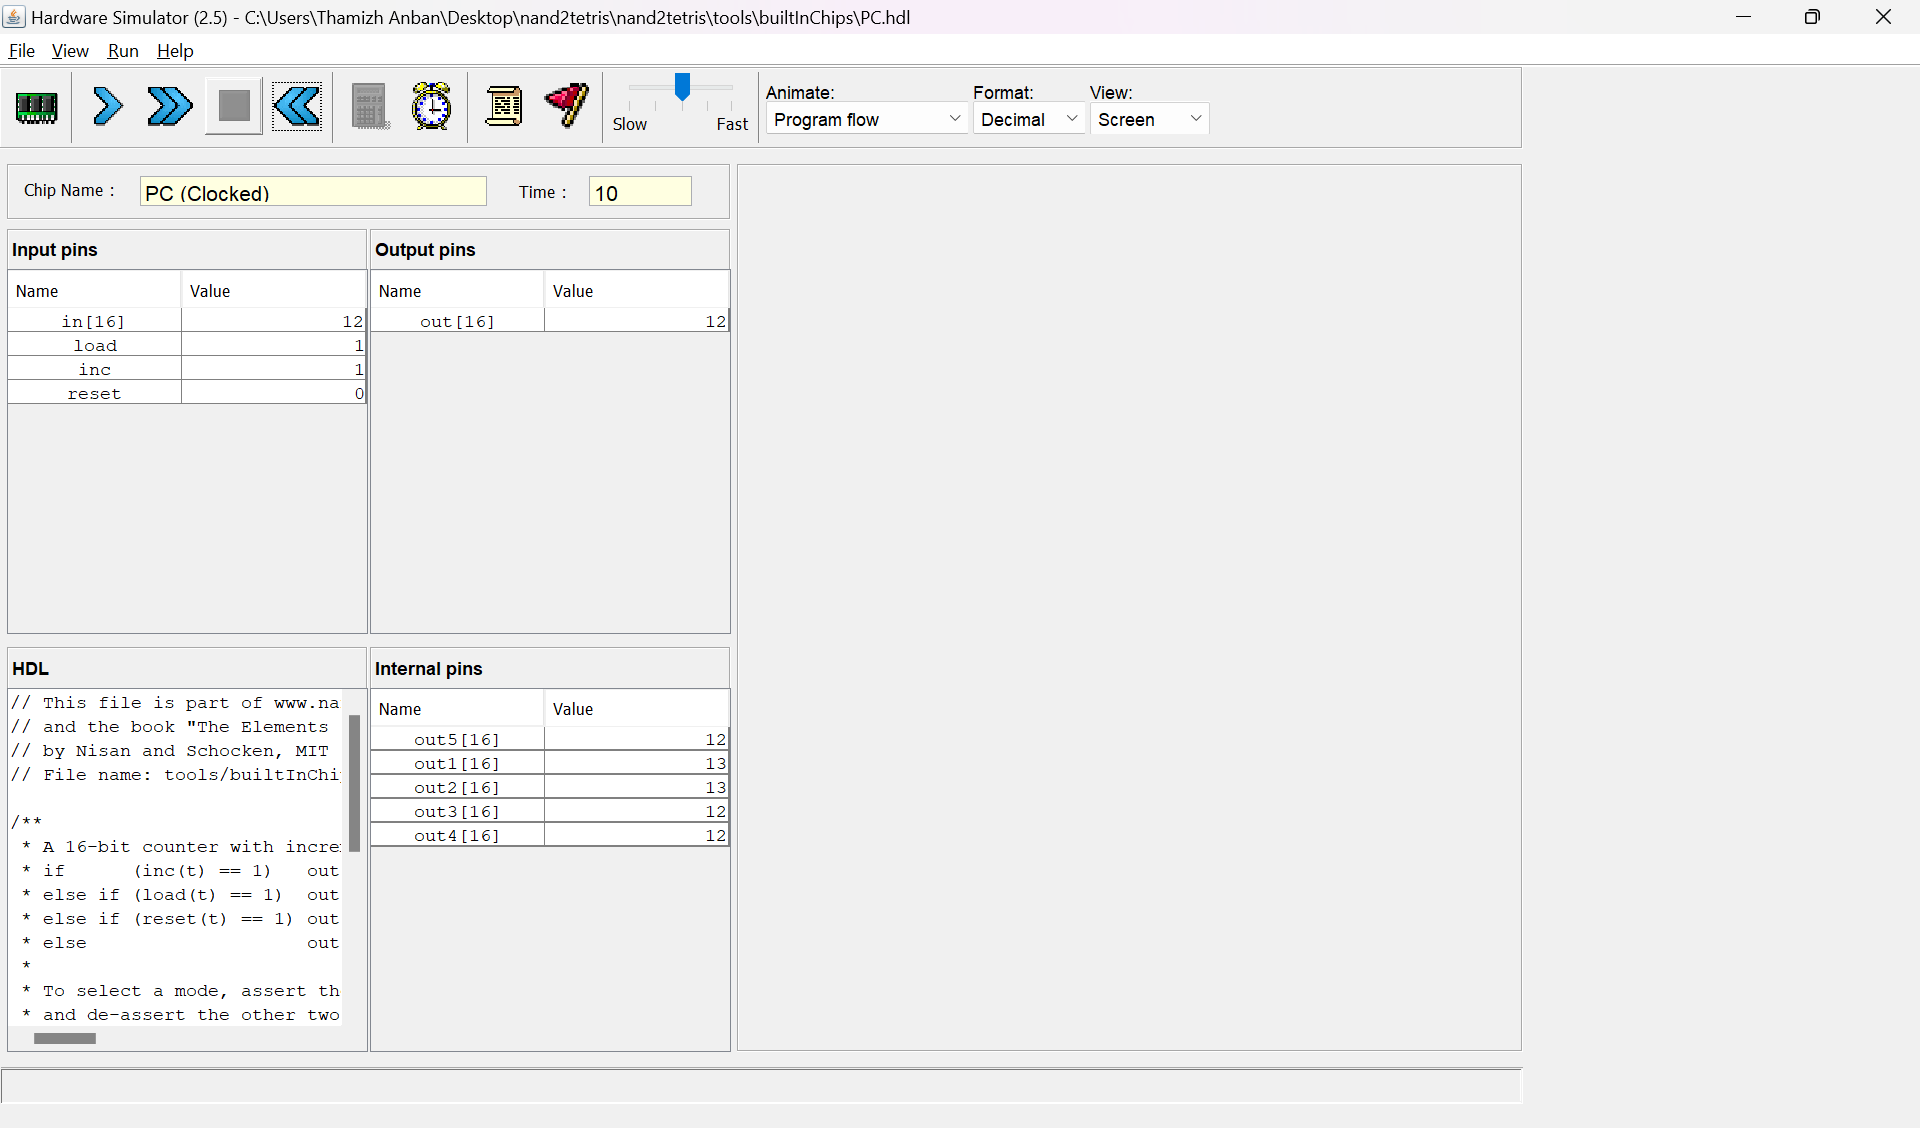 Hardware Simulator (2.5) - C:\Users\Thamizh Anban\Desktop\nand2tetris\nand2tetris\tools\builtInChips\PC.hdl
File View Run Help
Slow Fast
Animate: Format: View:
Program flow Decimal Screen
Chip Name : PC (Clocked) Time : 10
Input pins
Name Value
in[16] 12
load 1
inc 1
reset 0
Output pins
Name Value
out[16] 12
HDL
// This file is part of www.na
// and the book "The Elements
// by Nisan and Schocken, MIT
// File name: tools/builtInChi
/**
* A 16-bit counter with incre
* if (inc(t) == 1) out
* else if (load(t) == 1) out
* else if (reset(t) == 1) out
* else out
*
* To select a mode, assert th
* and de-assert the other two
Internal pins
Name Value
out5[16] 12
out1[16] 13
out2[16] 13
out3[16] 12
out4[16] 12